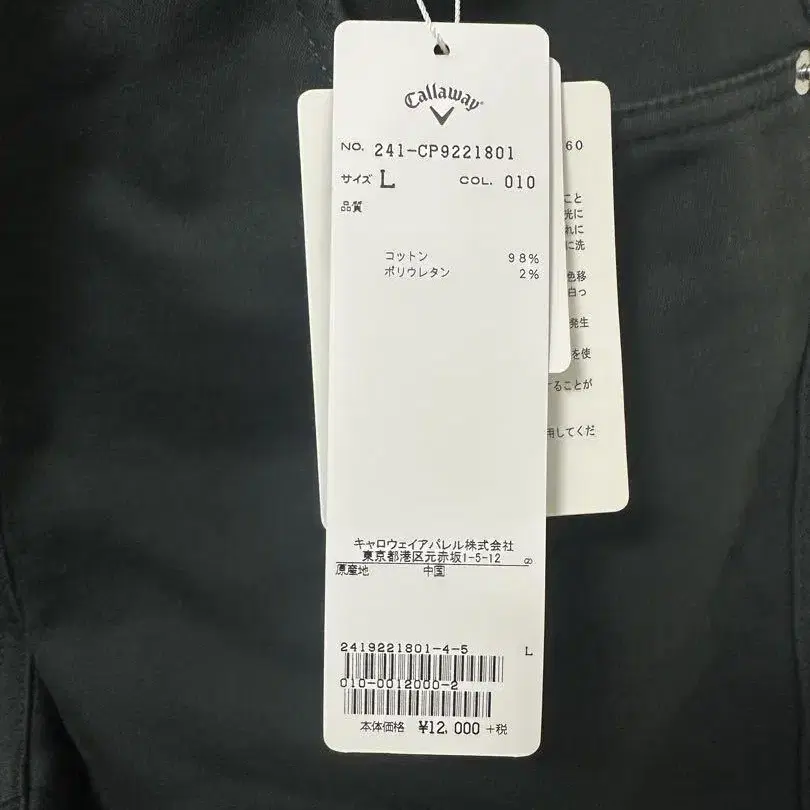 Callaway
NO. 241-CP9221801
サイズ L COL. 010
品質
コットン 98%
ポリウレタン 2%
キャロウェイアパレル株式会社
東京都港区元赤坂1-5-12 8
原産地 中国
2419221801-4-5 L
010-0012000-2
本体価格 ¥12,000 +税
60
こと
光に
れに
に洗
色移
白っ
発生
を使
することが
用してくだ